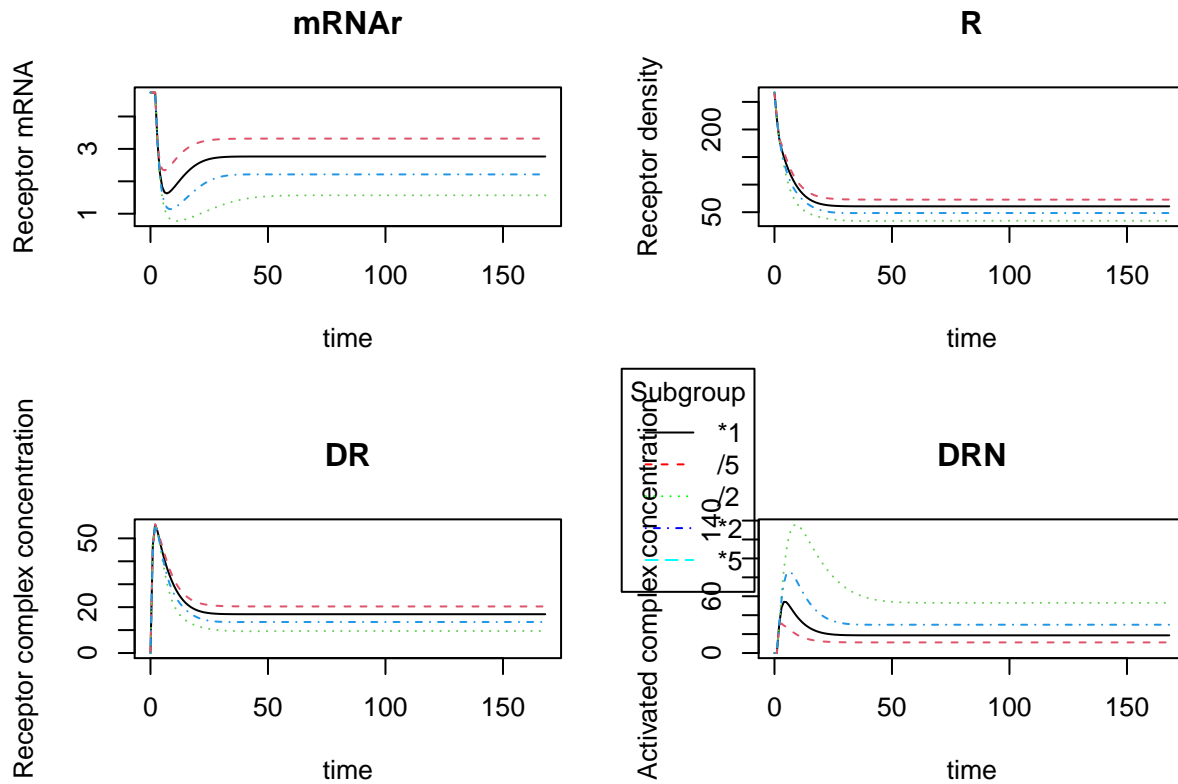 mRNAr
Receptor mRNA
3
1
0 50 100 150
time
R
Receptor density
200
50
0 50 100 150
time
DR
Receptor complex concentration
50
20
0
0 50 100 150
time
Subgroup
*1
/5
/2
*2
*5
DRN
Activated complex concentration
140
60
0
0 50 100 150
time